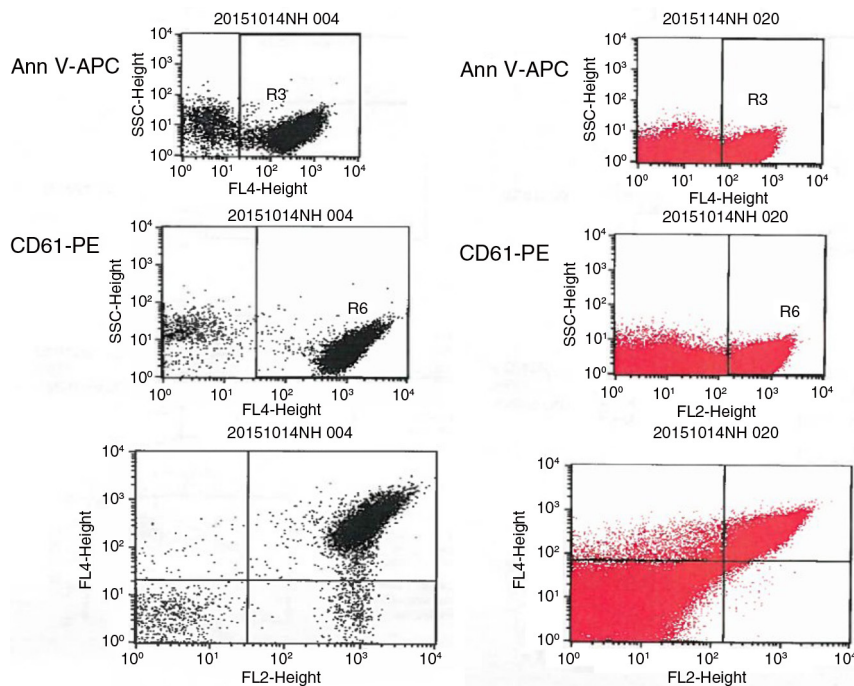 20151014NH 004
Ann V-APC
SSC-Height
10⁴
10³
10²
10¹
10⁰
R3
10⁰ 10¹ 10² 10³ 10⁴
FL4-Height
2015114NH 020
Ann V-APC
SSC-Height
10⁴
10³
10²
10¹
10⁰
R3
10⁰ 10¹ 10² 10³ 10⁴
FL4-Height
20151014NH 004
CD61-PE
SSC-Height
10⁴
10³
10²
10¹
10⁰
R6
10⁰ 10¹ 10² 10³ 10⁴
FL4-Height
20151014NH 020
CD61-PE
SSC-Height
10⁴
10³
10²
10¹
10⁰
R6
10⁰ 10¹ 10² 10³ 10⁴
FL2-Height
20151014NH 004
FL4-Height
10⁴
10³
10²
10¹
10⁰
10⁰ 10¹ 10² 10³ 10⁴
FL2-Height
20151014NH 020
FL4-Height
10⁴
10³
10²
10¹
10⁰
10⁰ 10¹ 10² 10³ 10⁴
FL2-Height